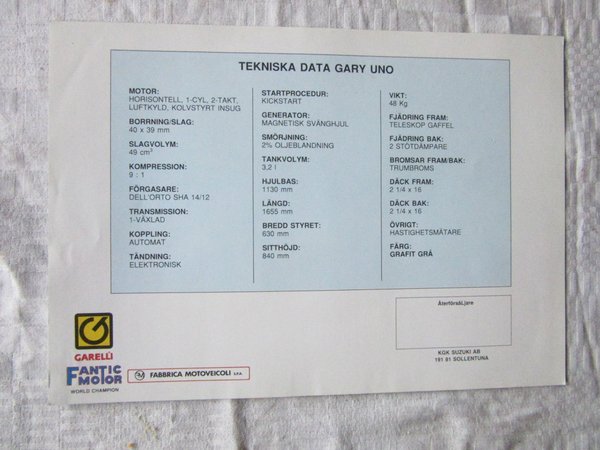 TEKNISKA DATA GARY UNO
MOTOR:
HORISONTELL, 1-CYL, 2-TAKT,
LUFTKYLD, KOLVSTYRT INSUG
BORRNING/SLAG:
40 x 39 mm
SLAGVOLYM:
49 cm³
KOMPRESSION:
9 : 1
FÖRGASARE:
DELL'ORTO SHA 14/12
TRANSMISSION:
1-VÄXLAD
KOPPLING:
AUTOMAT
TÄNDNING:
ELEKTRONISK
STARTPROCEDUR:
KICKSTART
GENERATOR:
MAGNETISK SVÄNGHJUL
SMÖRJNING:
2% OLJEBLANDNING
TANKVOLYM:
3,2 l
HJULBAS:
1130 mm
LÄNGD:
1655 mm
BREDD STYRET:
630 mm
SITTHÖJD:
840 mm
VIKT:
48 Kg
FJÄDRING FRAM:
TELESKOP GAFFEL
FJÄDRING BAK:
2 STÖTDÄMPARE
BROMSAR FRAM/BAK:
TRUMBROMS
DÄCK FRAM:
2 1/4 x 16
DÄCK BAK:
2 1/4 x 16
ÖVRIGT:
HASTIGHETSMÄTARE
FÄRG:
GRAFIT GRÅ
Återförsäljare
KGK SUZUKI AB
191 81 SOLLENTUNA
GARELLI
FANTIC
MOTOR
WORLD CHAMPION
FM FABBRICA MOTOVEICOLI S.P.A.